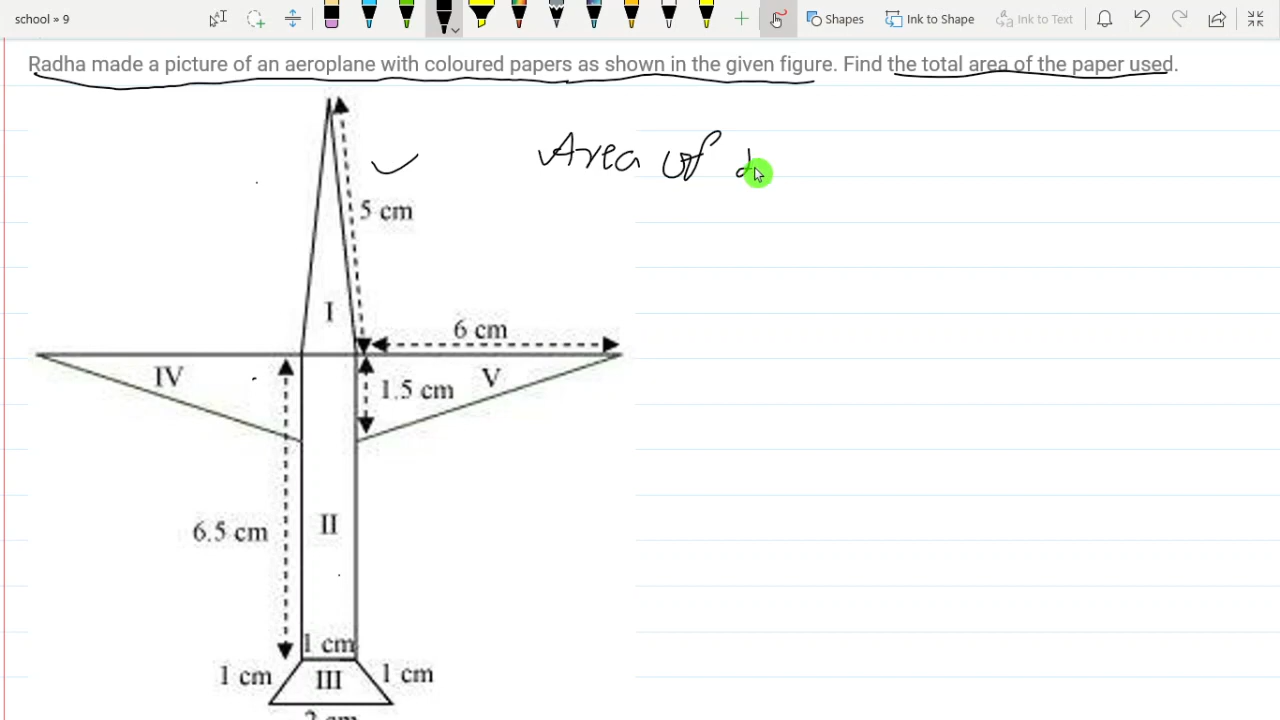 school » 9
Shapes
Ink to Shape
Ink to Text
Radha made a picture of an aeroplane with coloured papers as shown in the given figure. Find the total area of the paper used.
Area of
5 cm
I
6 cm
IV
1.5 cm
V
6.5 cm
II
1 cm
1 cm
III
1 cm